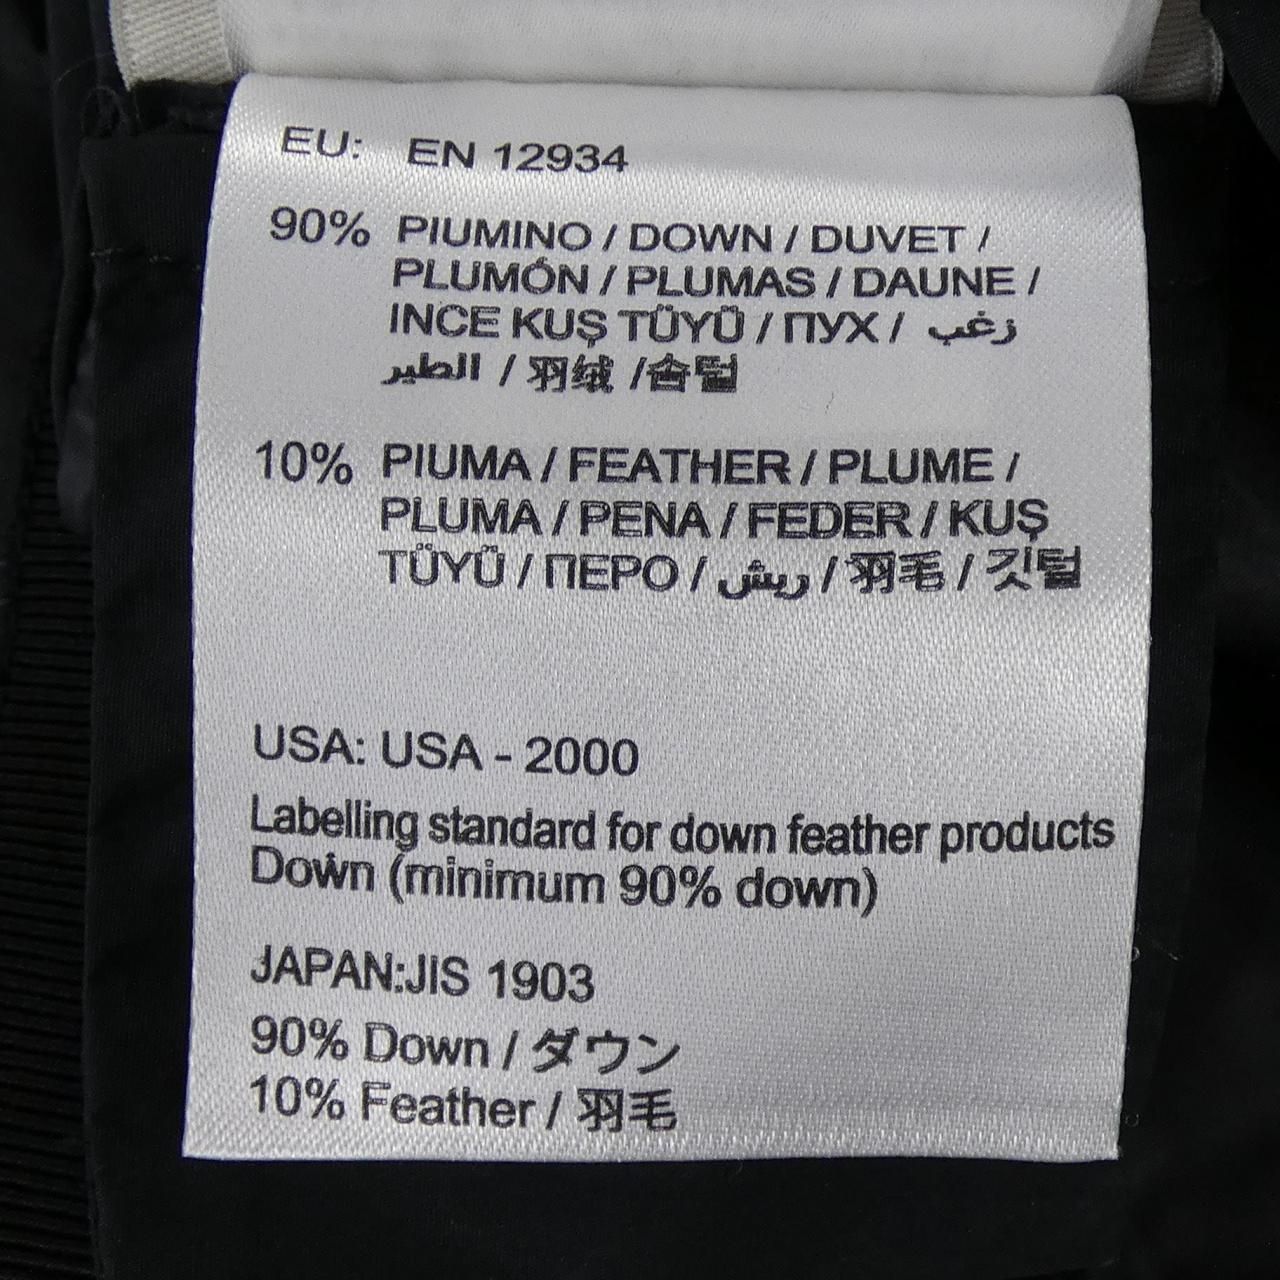 EU: EN 12934
90% PIUMINO / DOWN / DUVET /
PLUMÓN / PLUMAS / DAUNE /
INCE KUŞ TÜYÜ / ПУХ / زغب
الطير / 羽绒 / 솜털
10% PIUMA / FEATHER / PLUME /
PLUMA / PENA / FEDER / KUŞ
TÜYÜ / ПЕРО / ريش / 羽毛 / 깃털
USA: USA - 2000
Labelling standard for down feather products
Down (minimum 90% down)
JAPAN:JIS 1903
90% Down / ダウン
10% Feather / 羽毛